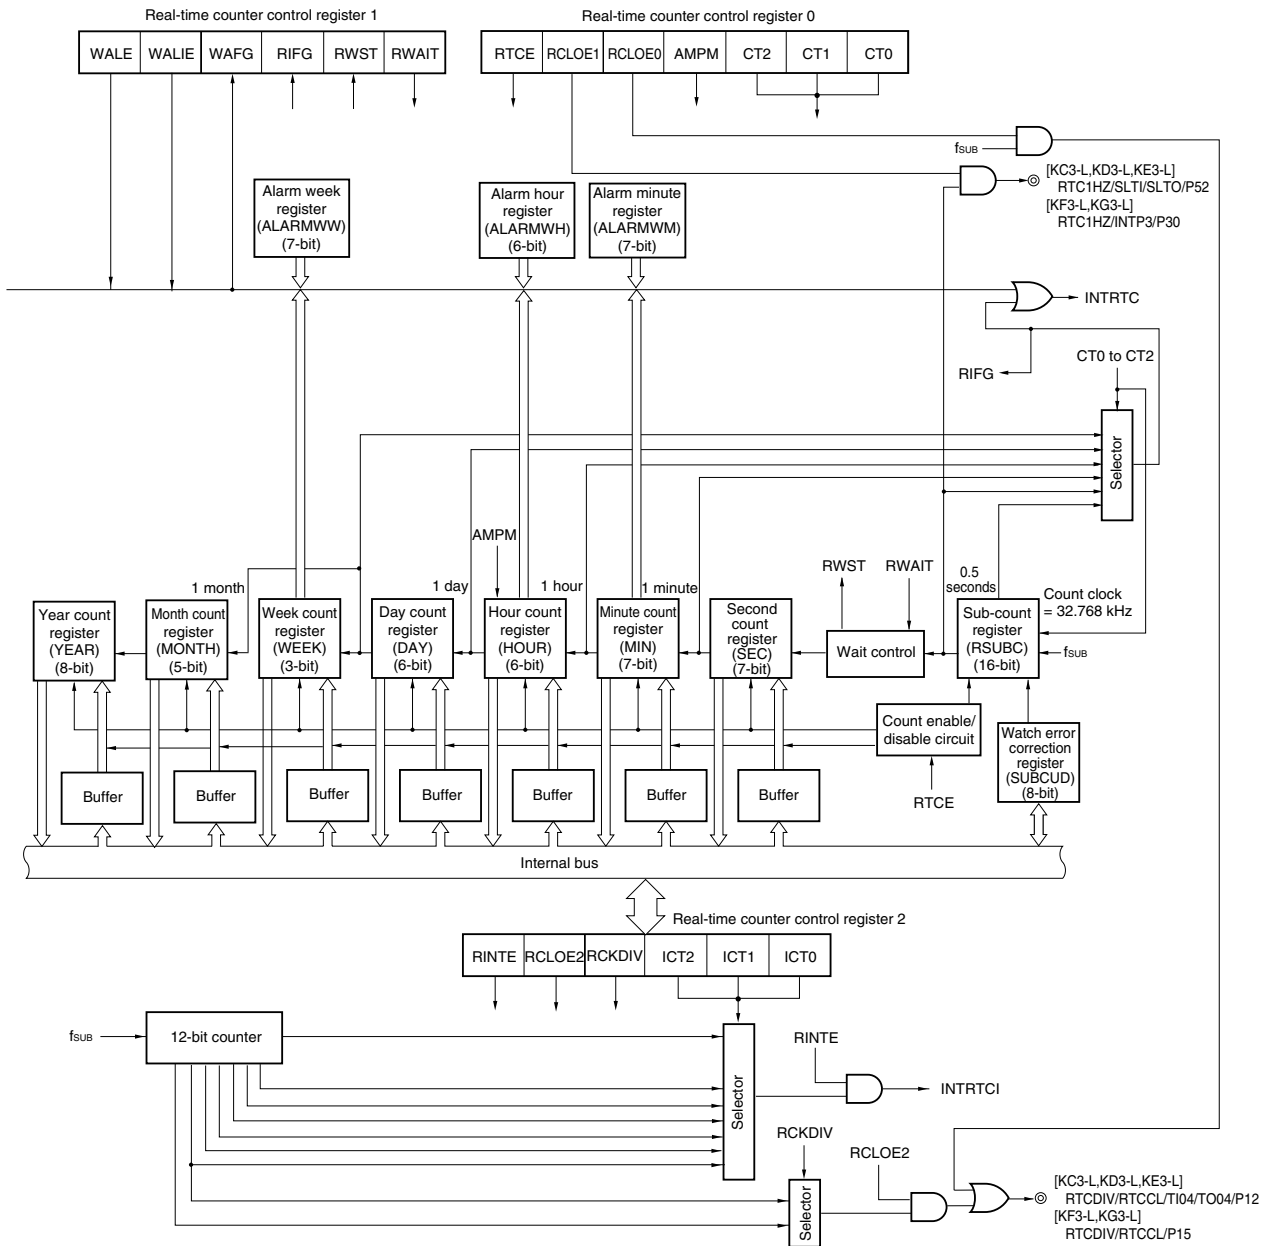 Real-time counter control register 1
Real-time counter control register 0
WALE WALIE WAFG RIFG RWST RWAIT
RTCE RCLOE1 RCLOE0 AMPM CT2 CT1 CT0
fSUB
[KC3-L,KD3-L,KE3-L]
RTC1HZ/SLTI/SLTO/P52
[KF3-L,KG3-L]
RTC1HZ/INTP3/P30
Alarm week
register
(ALARMWW)
(7-bit)
Alarm hour
register
(ALARMWH)
(6-bit)
Alarm minute
register
(ALARMWM)
(7-bit)
INTRTC
CT0 to CT2
RIFG
Selector
AMPM
1 month
1 day
1 hour
1 minute
RWST
RWAIT
0.5
seconds
Count clock
= 32.768 kHz
Year count
register
(YEAR)
(8-bit)
Month count
register
(MONTH)
(5-bit)
Week count
register
(WEEK)
(3-bit)
Day count
register
(DAY)
(6-bit)
Hour count
register
(HOUR)
(6-bit)
Minute count
register
(MIN)
(7-bit)
Second
count
register
(SEC)
(7-bit)
Wait control
Sub-count
register
(RSUBC)
(16-bit)
fSUB
Count enable/
disable circuit
Watch error
correction
register
(SUBCUD)
(8-bit)
RTCE
Buffer
Buffer
Buffer
Buffer
Buffer
Buffer
Buffer
Internal bus
Real-time counter control register 2
RINTE RCLOE2 RCKDIV ICT2 ICT1 ICT0
fSUB
12-bit counter
Selector
RINTE
INTRTCI
RCKDIV
RCLOE2
Selector
[KC3-L,KD3-L,KE3-L]
RTCDIV/RTCCL/TI04/TO04/P12
[KF3-L,KG3-L]
RTCDIV/RTCCL/P15